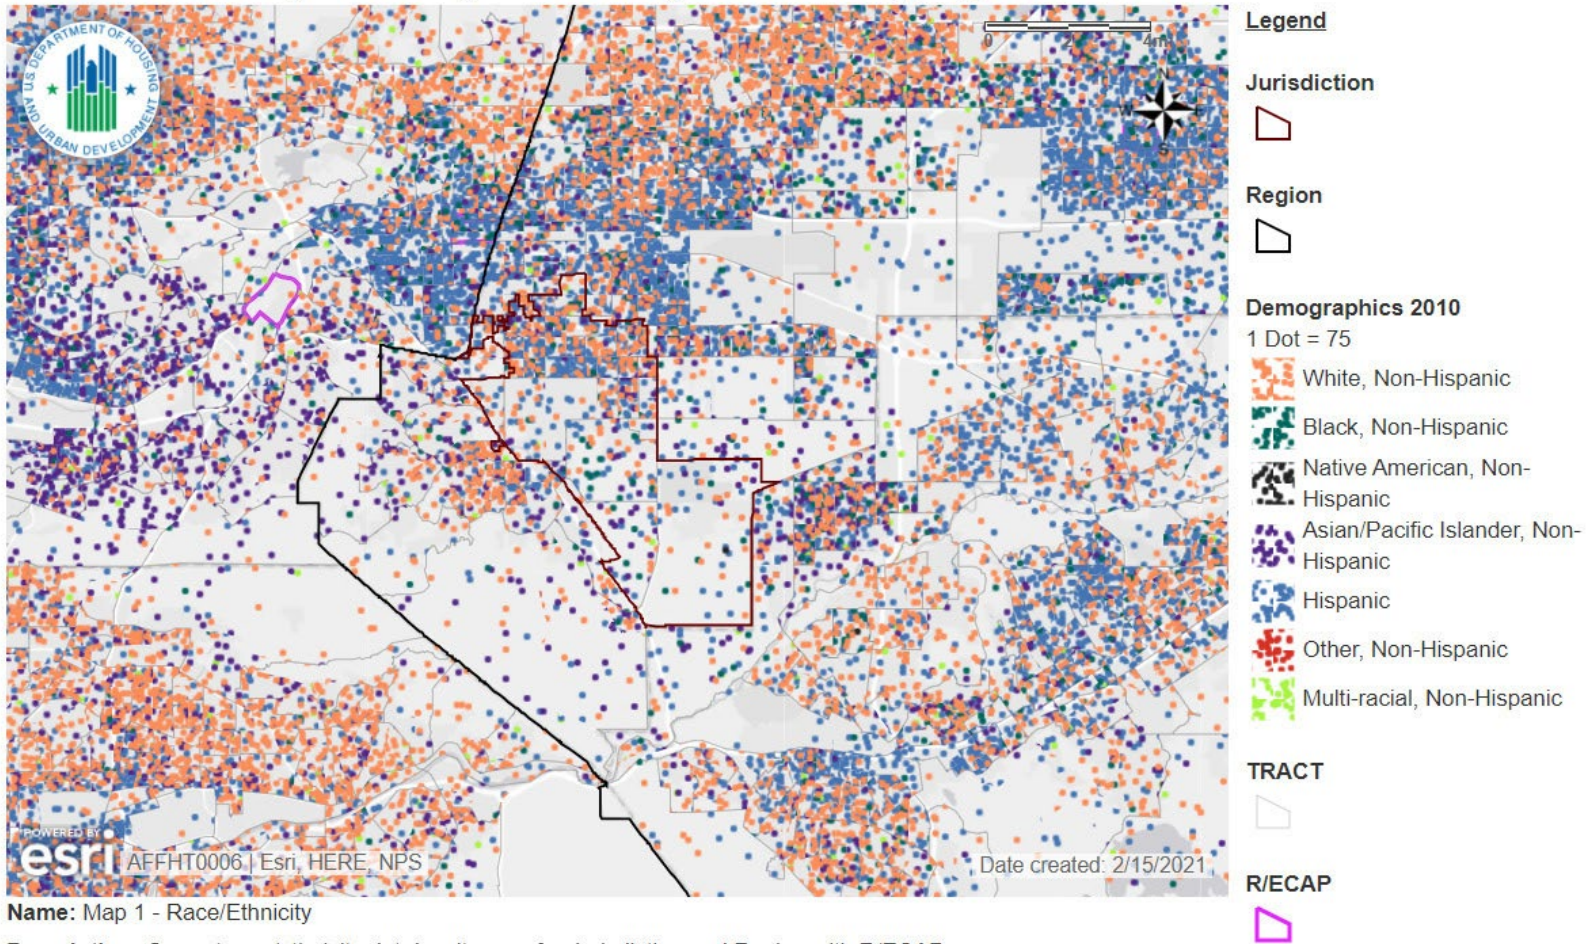 U.S. DEPARTMENT OF HOUSING
AND URBAN DEVELOPMENT
0 2 4m
N
W
S
POWERED BY
esri
AFFHT0006 | Esri, HERE, NPS
Date created: 2/15/2021
Name: Map 1 - Race/Ethnicity
Legend
Jurisdiction
Region
Demographics 2010
1 Dot = 75
White, Non-Hispanic
Black, Non-Hispanic
Native American, Non-
Hispanic
Asian/Pacific Islander, Non-
Hispanic
Hispanic
Other, Non-Hispanic
Multi-racial, Non-Hispanic
TRACT
R/ECAP